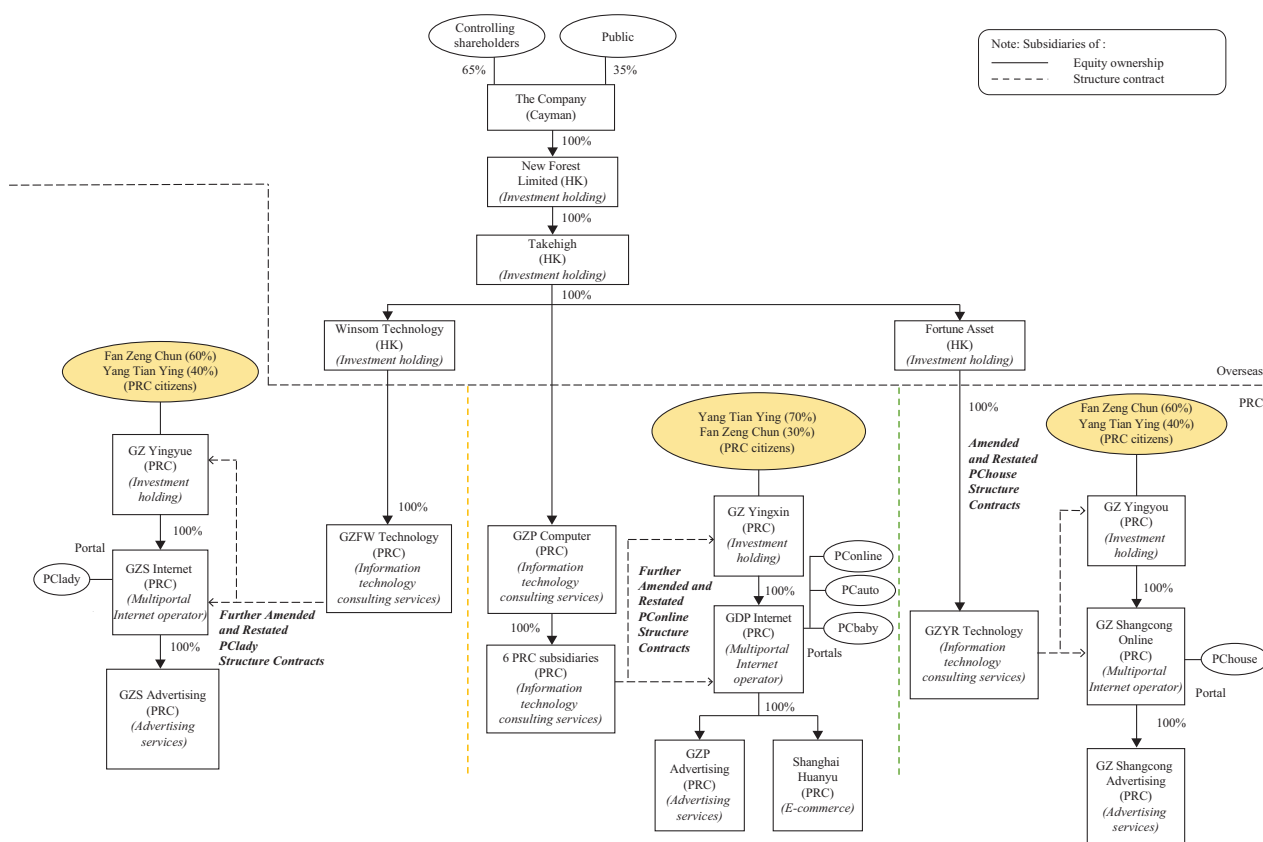 Controlling
shareholders
Public
Note: Subsidiaries of :
Equity ownership
Structure contract
65%
35%
The Company
(Cayman)
100%
New Forest
Limited (HK)
(Investment holding)
100%
Takehigh
(HK)
(Investment holding)
100%
Winsom Technology
(HK)
(Investment holding)
Fortune Asset
(HK)
(Investment holding)
Overseas
PRC
Fan Zeng Chun (60%)
Yang Tian Ying (40%)
(PRC citizens)
GZ Yingyue
(PRC)
(Investment
holding)
100%
Portal
PClady
GZS Internet
(PRC)
(Multiportal
Internet operator)
100%
GZS Advertising
(PRC)
(Advertising
services)
Further Amended
and Restated
PClady
Structure Contracts
100%
GZFW Technology
(PRC)
(Information
technology
consulting services)
GZP Computer
(PRC)
(Information
technology
consulting services)
100%
6 PRC subsidiaries
(PRC)
(Information
technology
consulting services)
Further
Amended and
Restated
PConline
Structure
Contracts
Yang Tian Ying (70%)
Fan Zeng Chun (30%)
(PRC citizens)
GZ Yingxin
(PRC)
(Investment
holding)
100%
PConline
PCauto
PCbaby
Portals
GDP Internet
(PRC)
(Multiportal
Internet
operator)
100%
GZP
Advertising
(PRC)
(Advertising
services)
Shanghai
Huanyu
(PRC)
(E-commerce)
100%
Amended
and Restated
PChouse
Structure
Contracts
GZYR Technology
(Information
technology
consulting services)
Fan Zeng Chun (60%)
Yang Tian Ying (40%)
(PRC citizens)
GZ Yingyou
(PRC)
(Investment
holding)
100%
GZ Shangcong
Online
(PRC)
(Multiportal
Internet operator)
PChouse
Portal
100%
GZ Shangcong
Advertising
(PRC)
(Advertising
services)